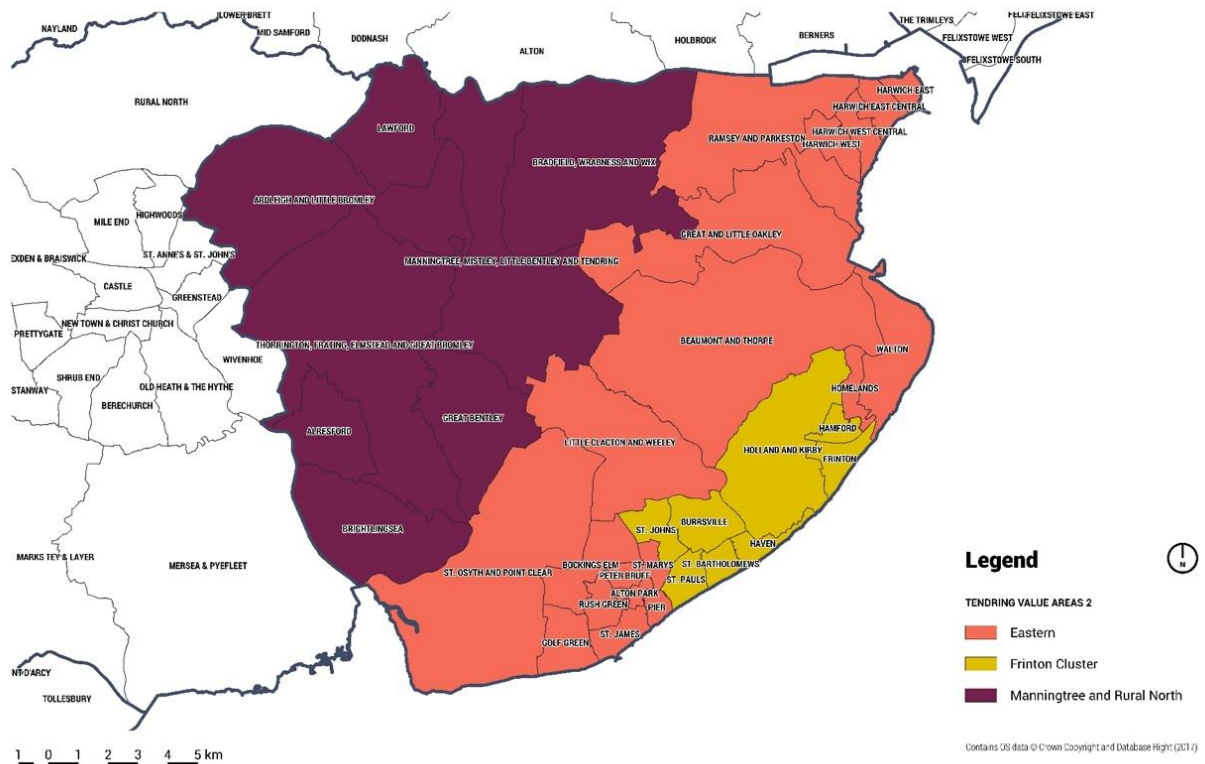 LOWER BRETT
FELIXSTOWE EAST
THE TRIMLEYS
NAYLAND
MID SAMFORD
DODNASH
HOLBROOK
BERNERS
FELIXSTOWE WEST
ALTON
FELIXSTOWE SOUTH
HARWICH EAST
RURAL NORTH
HARWICH EAST CENTRAL
LAWFORD
HARWICH WEST CENTRAL
RAMSEY AND PARKESTON
HARWICH WEST
BRADFIELD, WRABNESS AND WIX
ARDLEIGH AND LITTLE BROMLEY
HIGHWOODS
MILE END
GREAT AND LITTLE OAKLEY
ST. ANNE'S & ST. JOHN'S
EXDEN & BRAISWICK
MANNINGTREE, MISTLEY, LITTLE BENTLEY AND TENDRING
CASTLE
GREENSTEAD
NEW TOWN & CHRIST CHURCH
PRETTYGATE
BEAUMONT AND THORPE
THORRINGTON, FRATING, ELMSTEAD AND GREAT BROMLEY
WALTON
WIVENHOE
SHRUB END
OLD HEATH & THE HYTHE
STANWAY
HOMELANDS
BERECHURCH
GREAT BENTLEY
HAMFORD
ALRESFORD
LITTLE CLACTON AND WEELEY
HOLLAND AND KIRBY
FRINTON
BURRSVILLE
BRIGHTLINGSEA
ST. JOHNS
HAVEN
MARKS TEY & LAYER
MERSEA & PYEFLEET
ST. OSYTH AND POINT CLEAR
BOCKINGS ELM
ST. MARYS
ST. BARTHOLOMEWS
PETER BRUFF
ST. PAULS
ALTON PARK
RUSH GREEN
PIER
ST. JAMES
GOLF GREEN
NT D'ARCY
TOLLESBURY
Legend
N
TENDRING VALUE AREAS 2
Eastern
Frinton Cluster
Manningtree and Rural North
Contains OS data © Crown Copyright and Database Right (2017)
1 0 1 2 3 4 5 km